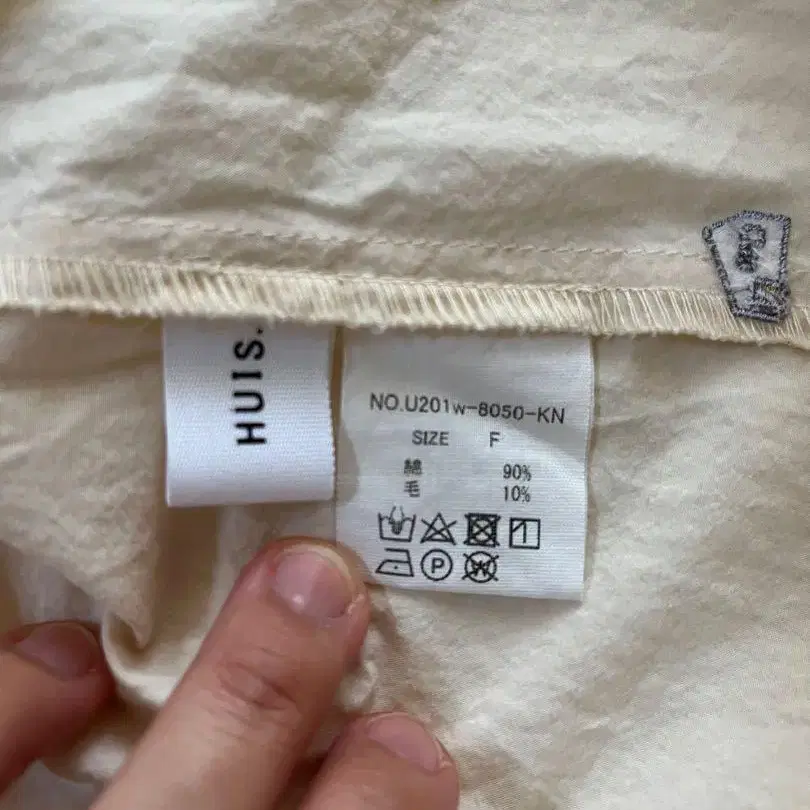 HUIS.
NO.U201w-8050-KN
SIZE F
綿 90%
毛 10%
P
W